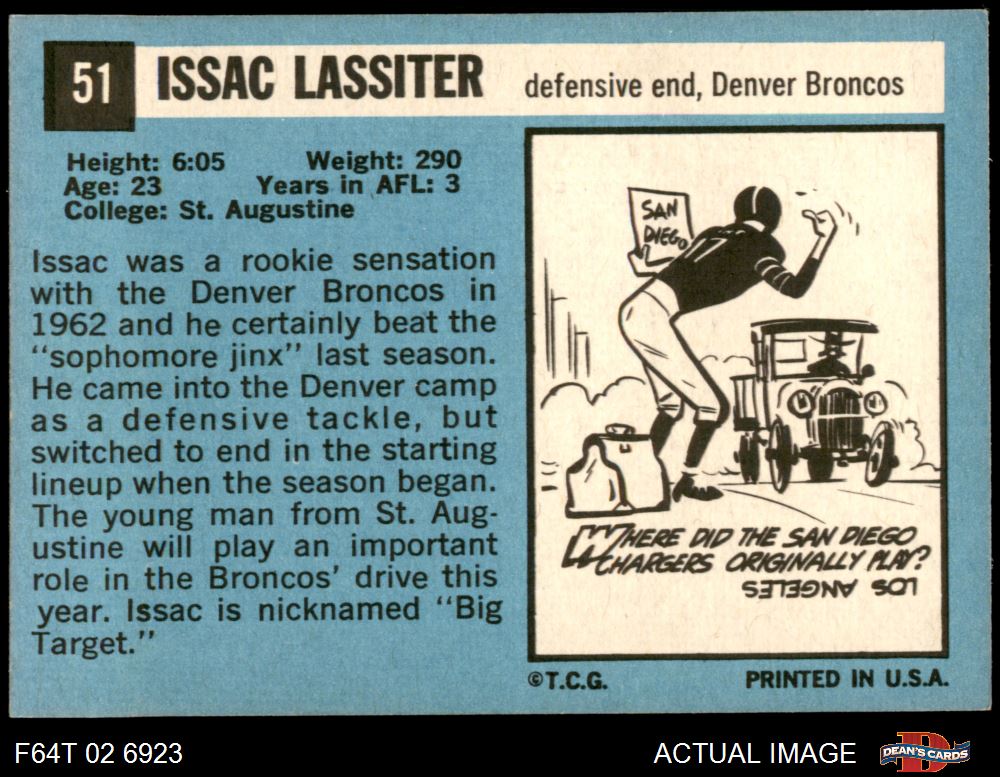 51 ISSAC LASSITER defensive end, Denver Broncos
Height: 6:05 Weight: 290
Age: 23 Years in AFL: 3
College: St. Augustine
Issac was a rookie sensation
with the Denver Broncos in
1962 and he certainly beat the
"sophomore jinx" last season.
He came into the Denver camp
as a defensive tackle, but
switched to end in the starting
lineup when the season began.
The young man from St. Aug-
ustine will play an important
role in the Broncos' drive this
year. Issac is nicknamed "Big
Target."
SAN
DIEGO
17
WHERE DID THE SAN DIEGO
CHARGERS ORIGINALLY PLAY?
LOS ANGELES
©T.C.G. PRINTED IN U.S.A.
F64T 02 6923 ACTUAL IMAGE D DEAN'S CARDS